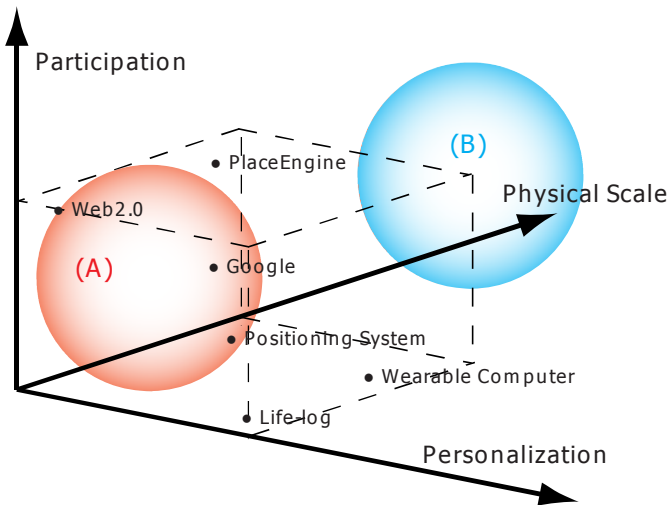 Participation
(B)
PlaceEngine
Physical Scale
Web2.0
(A)
Google
Positioning System
Wearable Computer
Life-log
Personalization